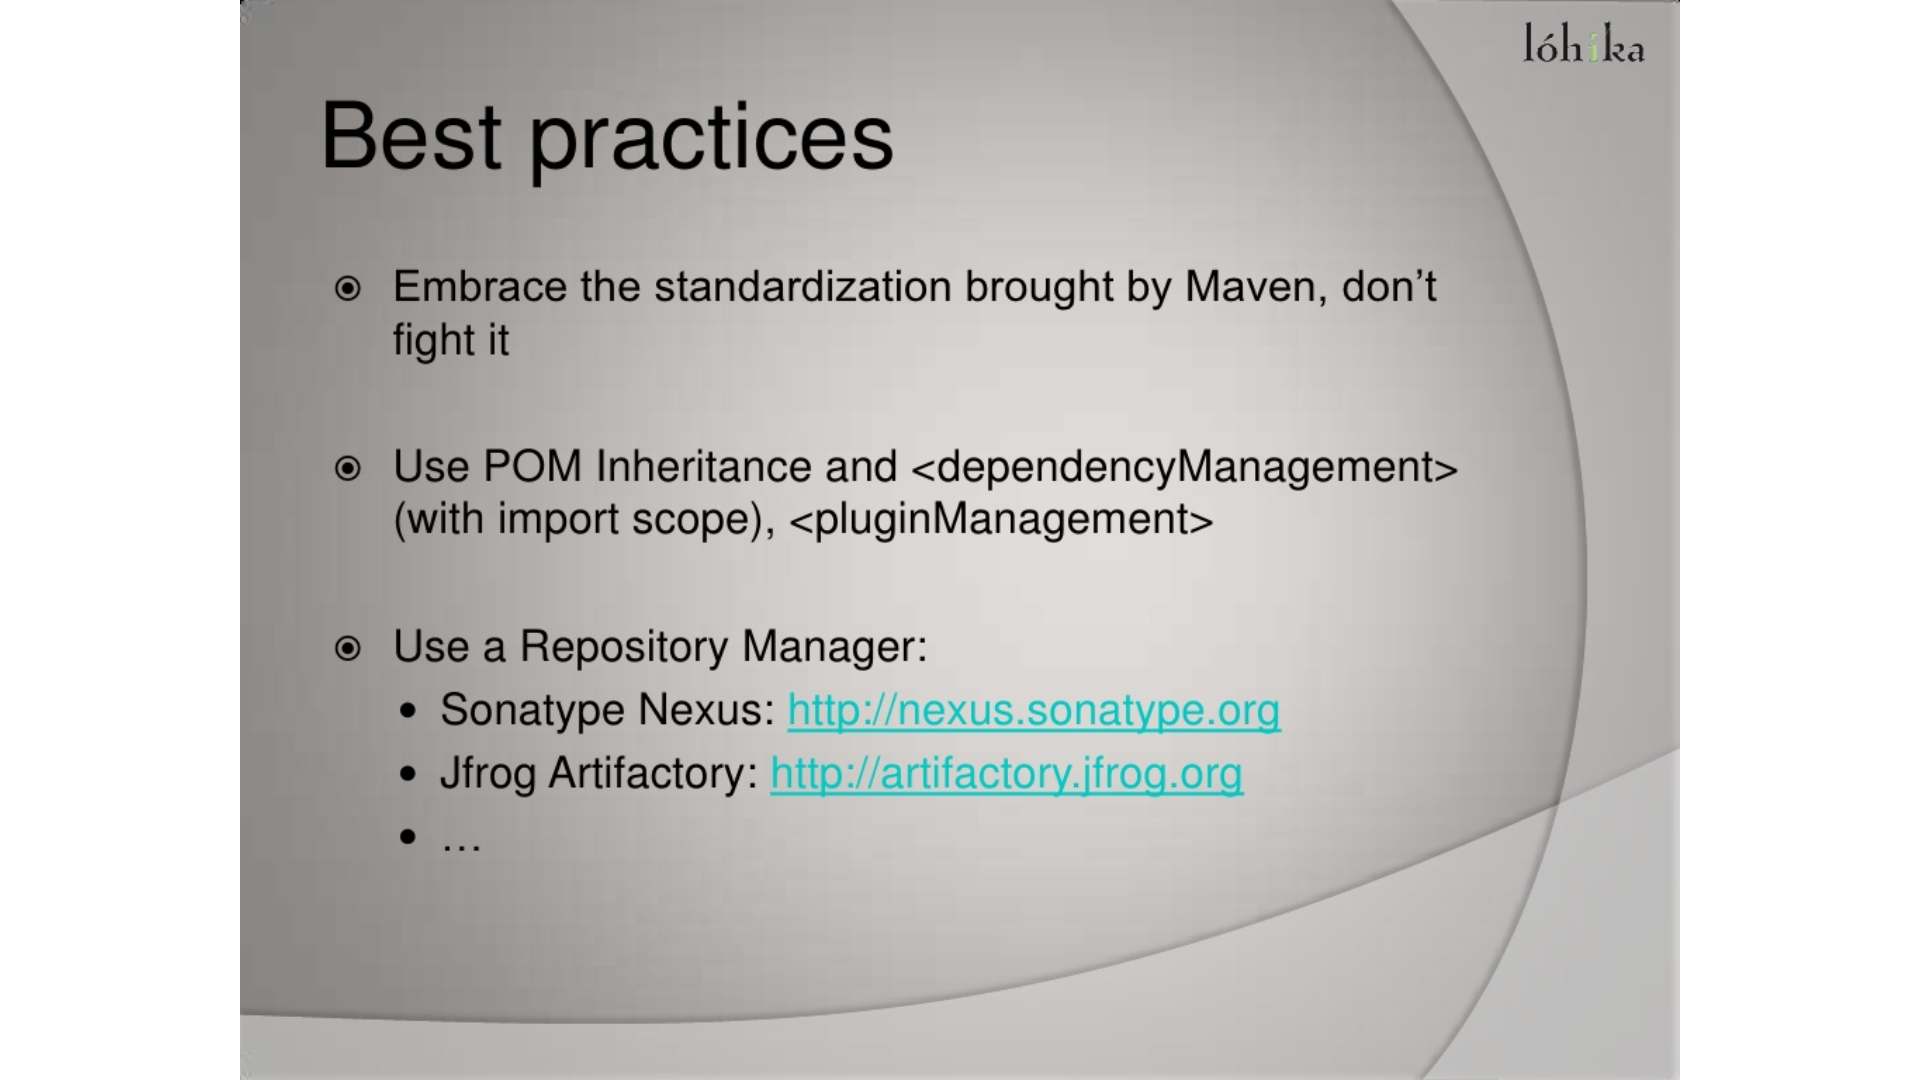 lóhika
Best practices
Embrace the standardization brought by Maven, don’t
fight it
Use POM Inheritance and <dependencyManagement>
(with import scope), <pluginManagement>
Use a Repository Manager:
Sonatype Nexus: http://nexus.sonatype.org
Jfrog Artifactory: http://artifactory.jfrog.org
…